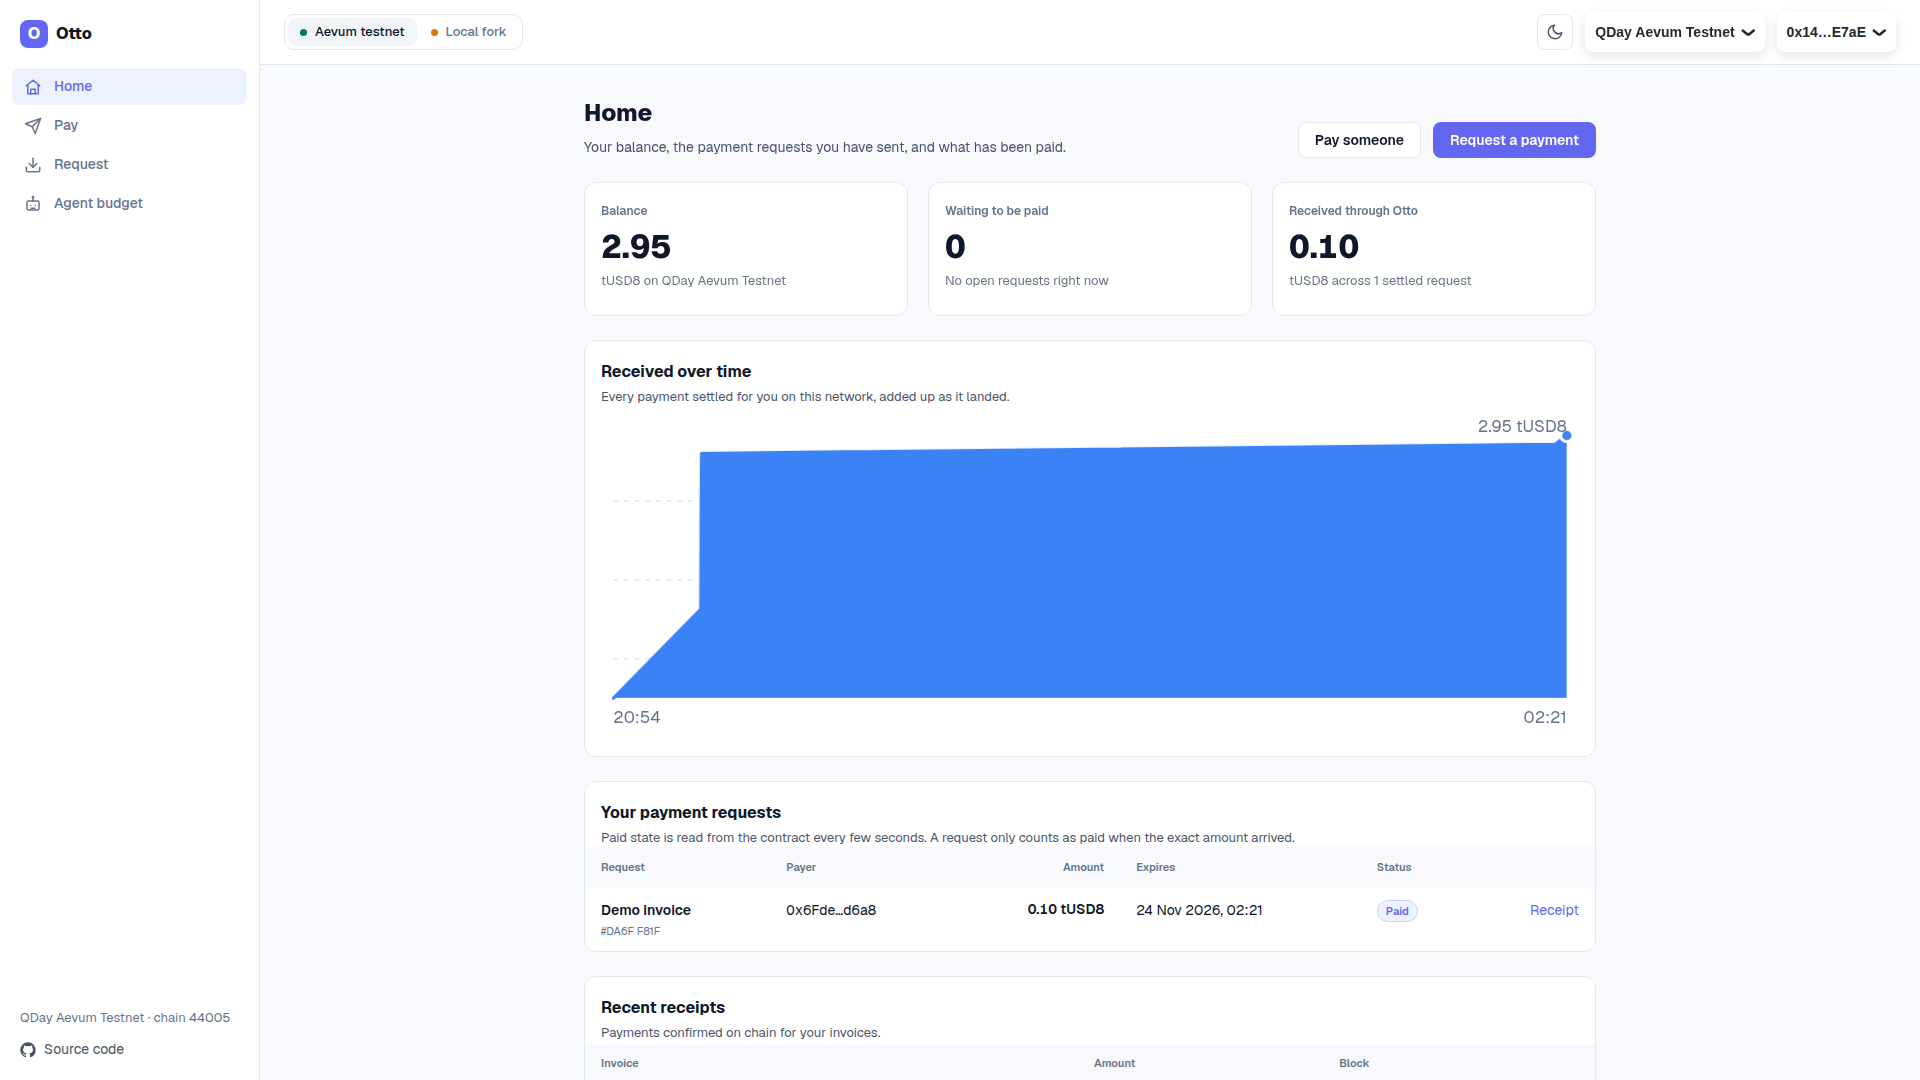 O Otto
Aevum testnet
Local fork
QDay Aevum Testnet
0x14...E7aE
Home
Pay
Request
Agent budget
Home
Your balance, the payment requests you have sent, and what has been paid.
Pay someone
Request a payment
Balance
2.95
tUSD8 on QDay Aevum Testnet
Waiting to be paid
0
No open requests right now
Received through Otto
0.10
tUSD8 across 1 settled request
Received over time
Every payment settled for you on this network, added up as it landed.
2.95 tUSD8
20:54
02:21
Your payment requests
Paid state is read from the contract every few seconds. A request only counts as paid when the exact amount arrived.
Request Payer Amount Expires Status
Demo invoice 0x6Fde…d6a8 0.10 tUSD8 24 Nov 2026, 02:21 Paid Receipt
#DA6F F81F
Recent receipts
Payments confirmed on chain for your invoices.
Invoice Amount Block
QDay Aevum Testnet · chain 44005
Source code